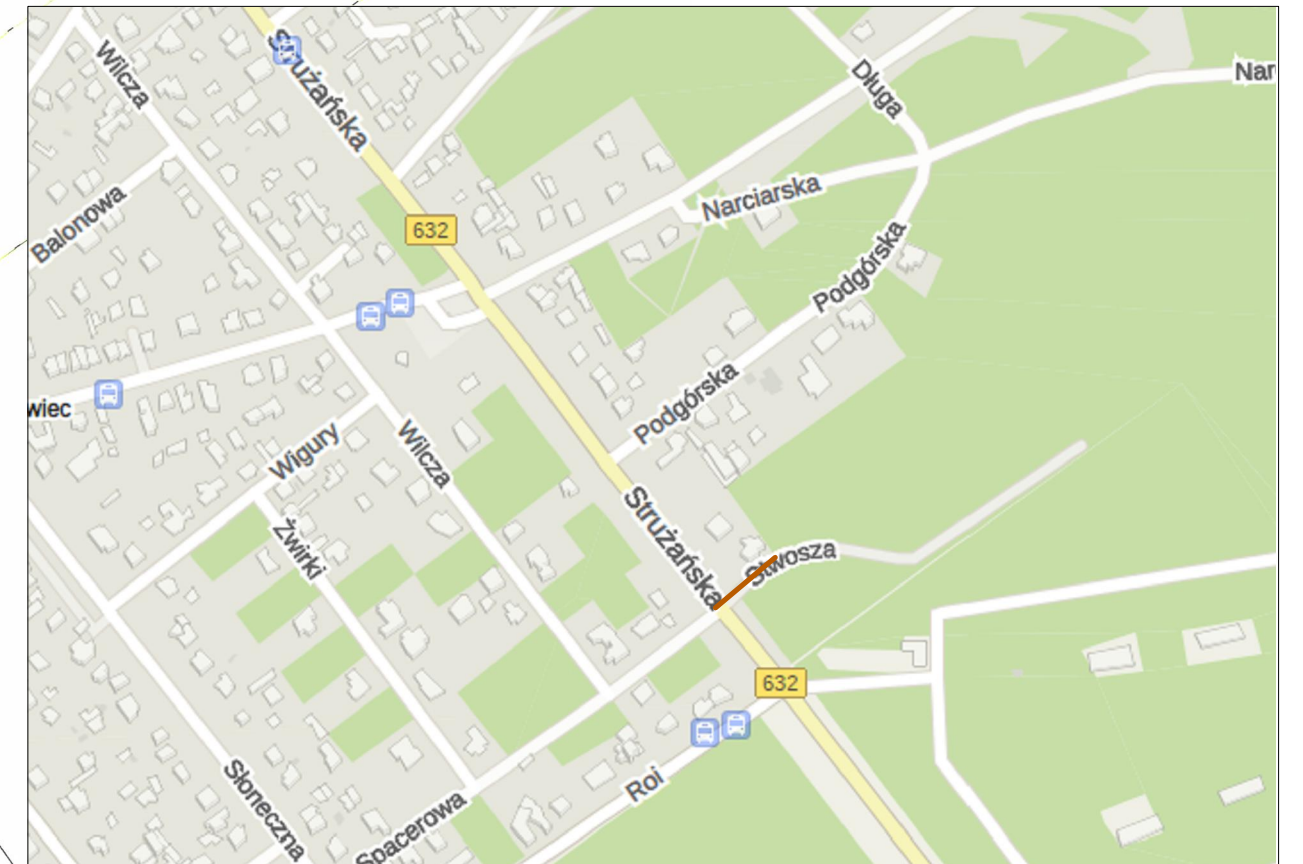 Wilcza
Strużańska
Długa
Nar
Balonowa
Narciarska
632
Podgórska
wiec
Podgórska
Wilcza
Wigury
Strużańska
Żwirki
Stwosza
632
Roi
Słoneczna
Spacerowa